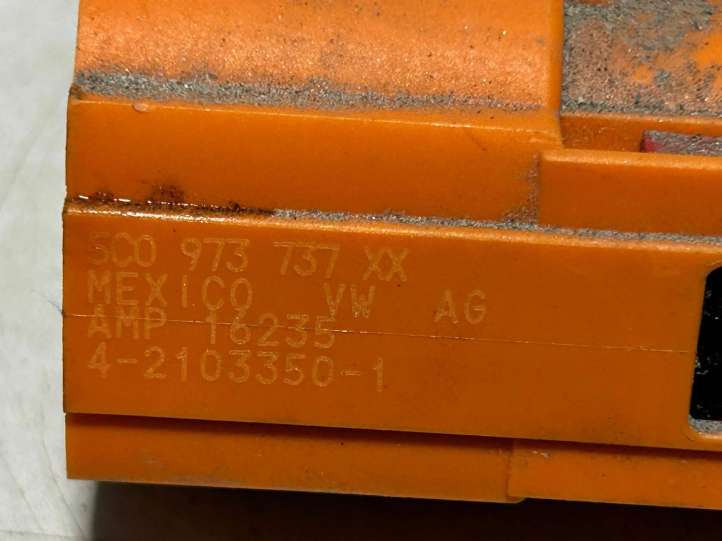 5C0 973 737 XX
MEXICO VW AG
AMP 16235
4-2103350-1